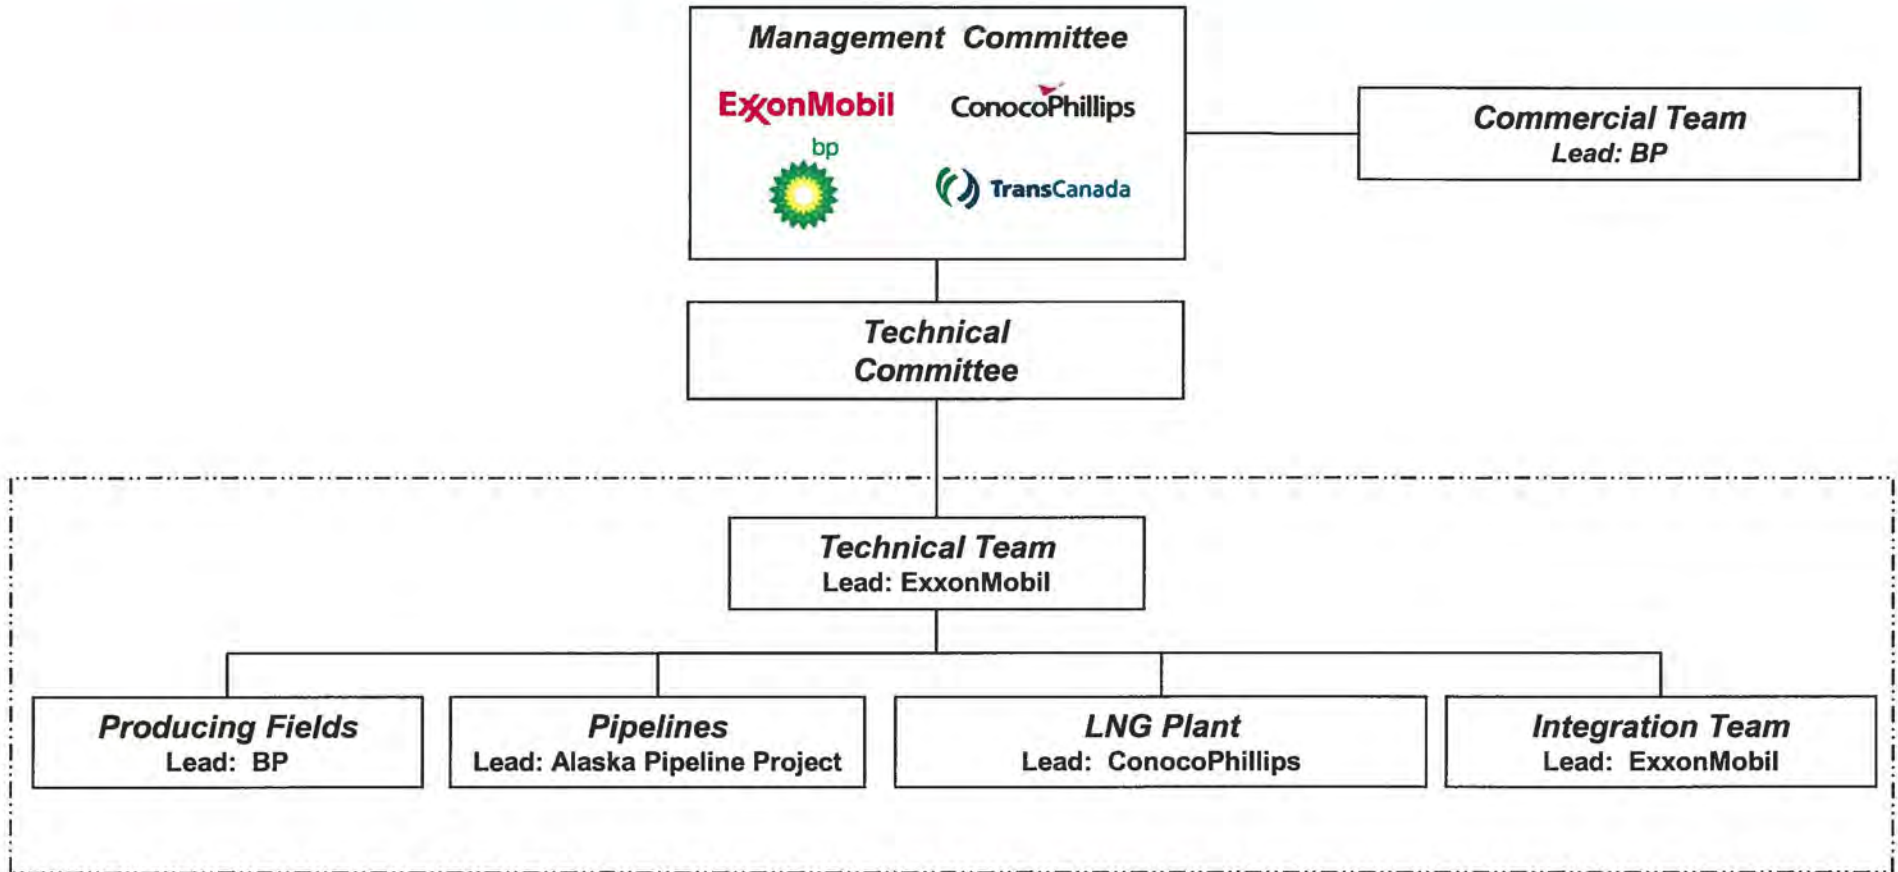 Management Committee
ExxonMobil
ConocoPhillips
bp
TransCanada
Commercial Team
Lead: BP
Technical
Committee
Technical Team
Lead: ExxonMobil
Producing Fields
Lead: BP
Pipelines
Lead: Alaska Pipeline Project
LNG Plant
Lead: ConocoPhillips
Integration Team
Lead: ExxonMobil